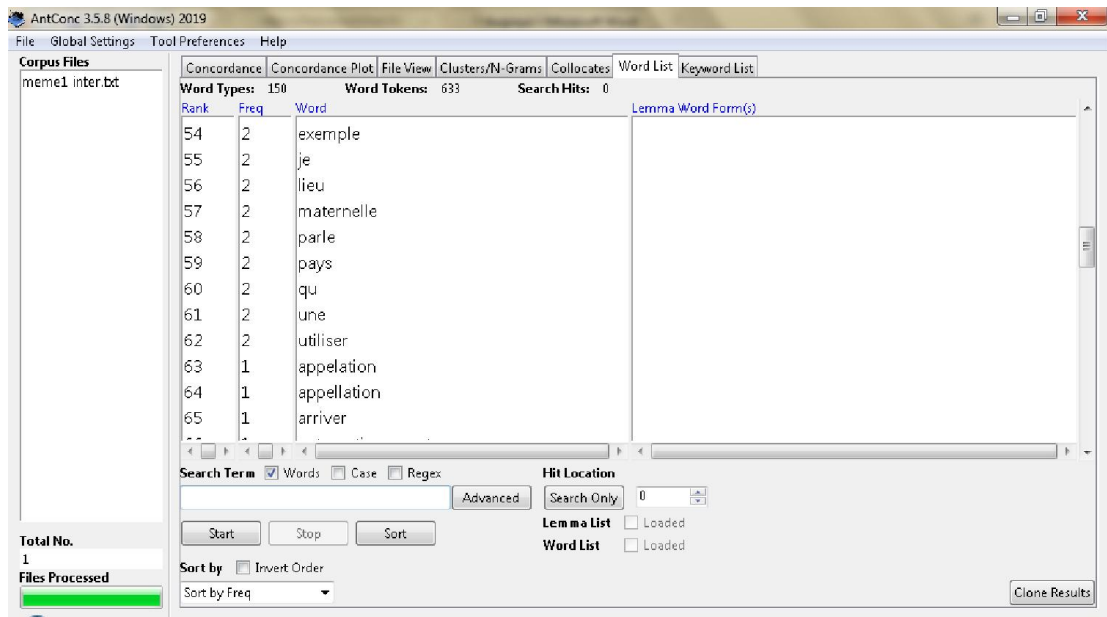 AntConc 3.5.8 (Windows) 2019
File Global Settings Tool Preferences Help
Corpus Files
meme1 inter.txt
Concordance Concordance Plot File View Clusters/N-Grams Collocates Word List Keyword List
Word Types: 150 Word Tokens: 633 Search Hits: 0
Rank Freq Word Lemma Word Form(s)
54 2 exemple
55 2 je
56 2 lieu
57 2 maternelle
58 2 parle
59 2 pays
60 2 qu
61 2 une
62 2 utiliser
63 1 appelation
64 1 appellation
65 1 arriver
Search Term Words Case Regex Hit Location
Advanced Search Only 0
Start Stop Sort
Lemma List Loaded
Word List Loaded
Total No.
1
Files Processed
Sort by Invert Order
Sort by Freq
Clone Results